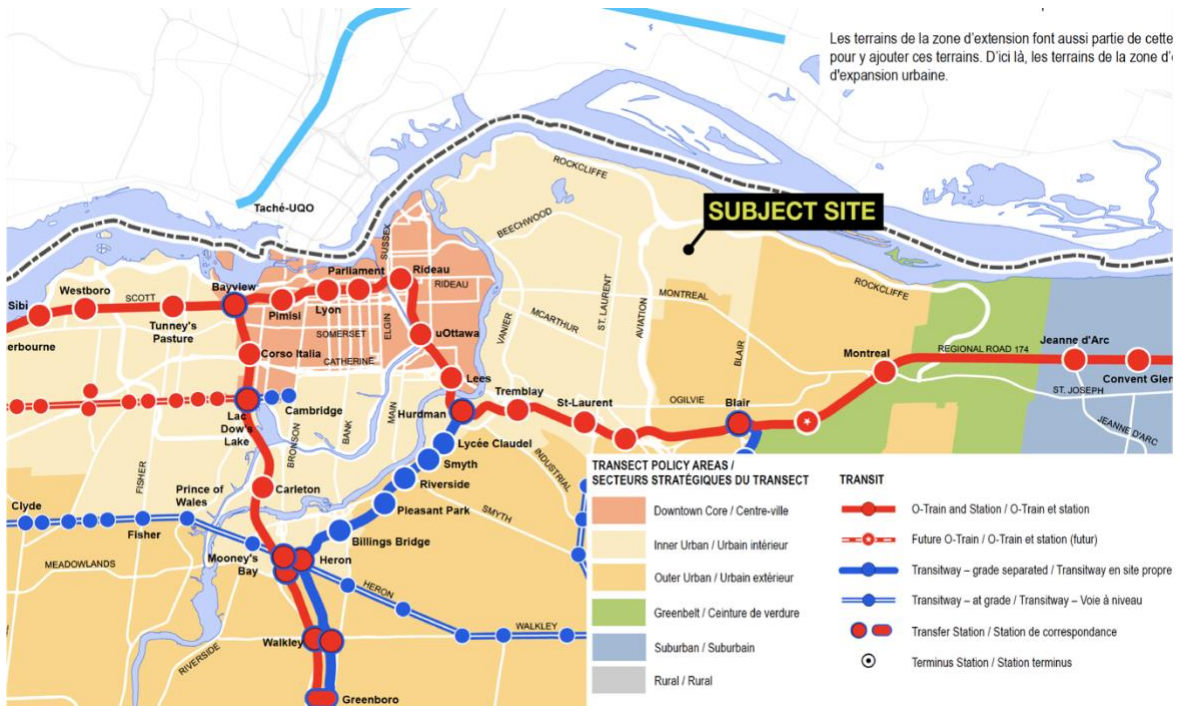 Les terrains de la zone d'extension font aussi partie de cette
pour y ajouter ces terrains. D'ici là, les terrains de la zone d'
d'expansion urbaine.
ROCKCLIFFE
SUBJECT SITE
Taché-UQO
SUSSEX
BEECHWOOD
Parliament
Rideau
Bayview
RIDEAU
ROCKCLIFFE
Sibi
Westboro
SCOTT
Lyon
Pimisi
MONTREAL
ST. LAURENT
AVIATION
Tunney's
Pasture
SOMERSET
ELGIN
uOttawa
VANIER
MCARTHUR
erbourne
Corso Italia
CATHERINE
BLAIR
Montreal
REGIONAL ROAD 174
Jeanne d'Arc
Lees
Tremblay
ST. JOSEPH
Convent Glen
St-Laurent
OGILVIE
Blair
Lac
Dow's
Lake
Cambridge
MAIN
Hurdman
JEANNE D'ARC
BRONSON
BANK
Lycée Claudel
FISHER
Smyth
INDUSTRIAL
Carleton
Riverside
Prince of
Wales
Clyde
Pleasant Park
SMYTH
Fisher
Billings Bridge
MEADOWLANDS
Mooney's
Bay
Heron
HERON
WALKLEY
Walkley
RIVERSIDE
Greenboro
TRANSECT POLICY AREAS /
SECTEURS STRATÉGIQUES DU TRANSECT
Downtown Core / Centre-ville
Inner Urban / Urbain intérieur
Outer Urban / Urbain extérieur
Greenbelt / Ceinture de verdure
Suburban / Suburbain
Rural / Rural
TRANSIT
O-Train and Station / O-Train et station
Future O-Train / O-Train et station (futur)
Transitway – grade separated / Transitway en site propre
Transitway – at grade / Transitway – Voie à niveau
Transfer Station / Station de correspondance
Terminus Station / Station terminus